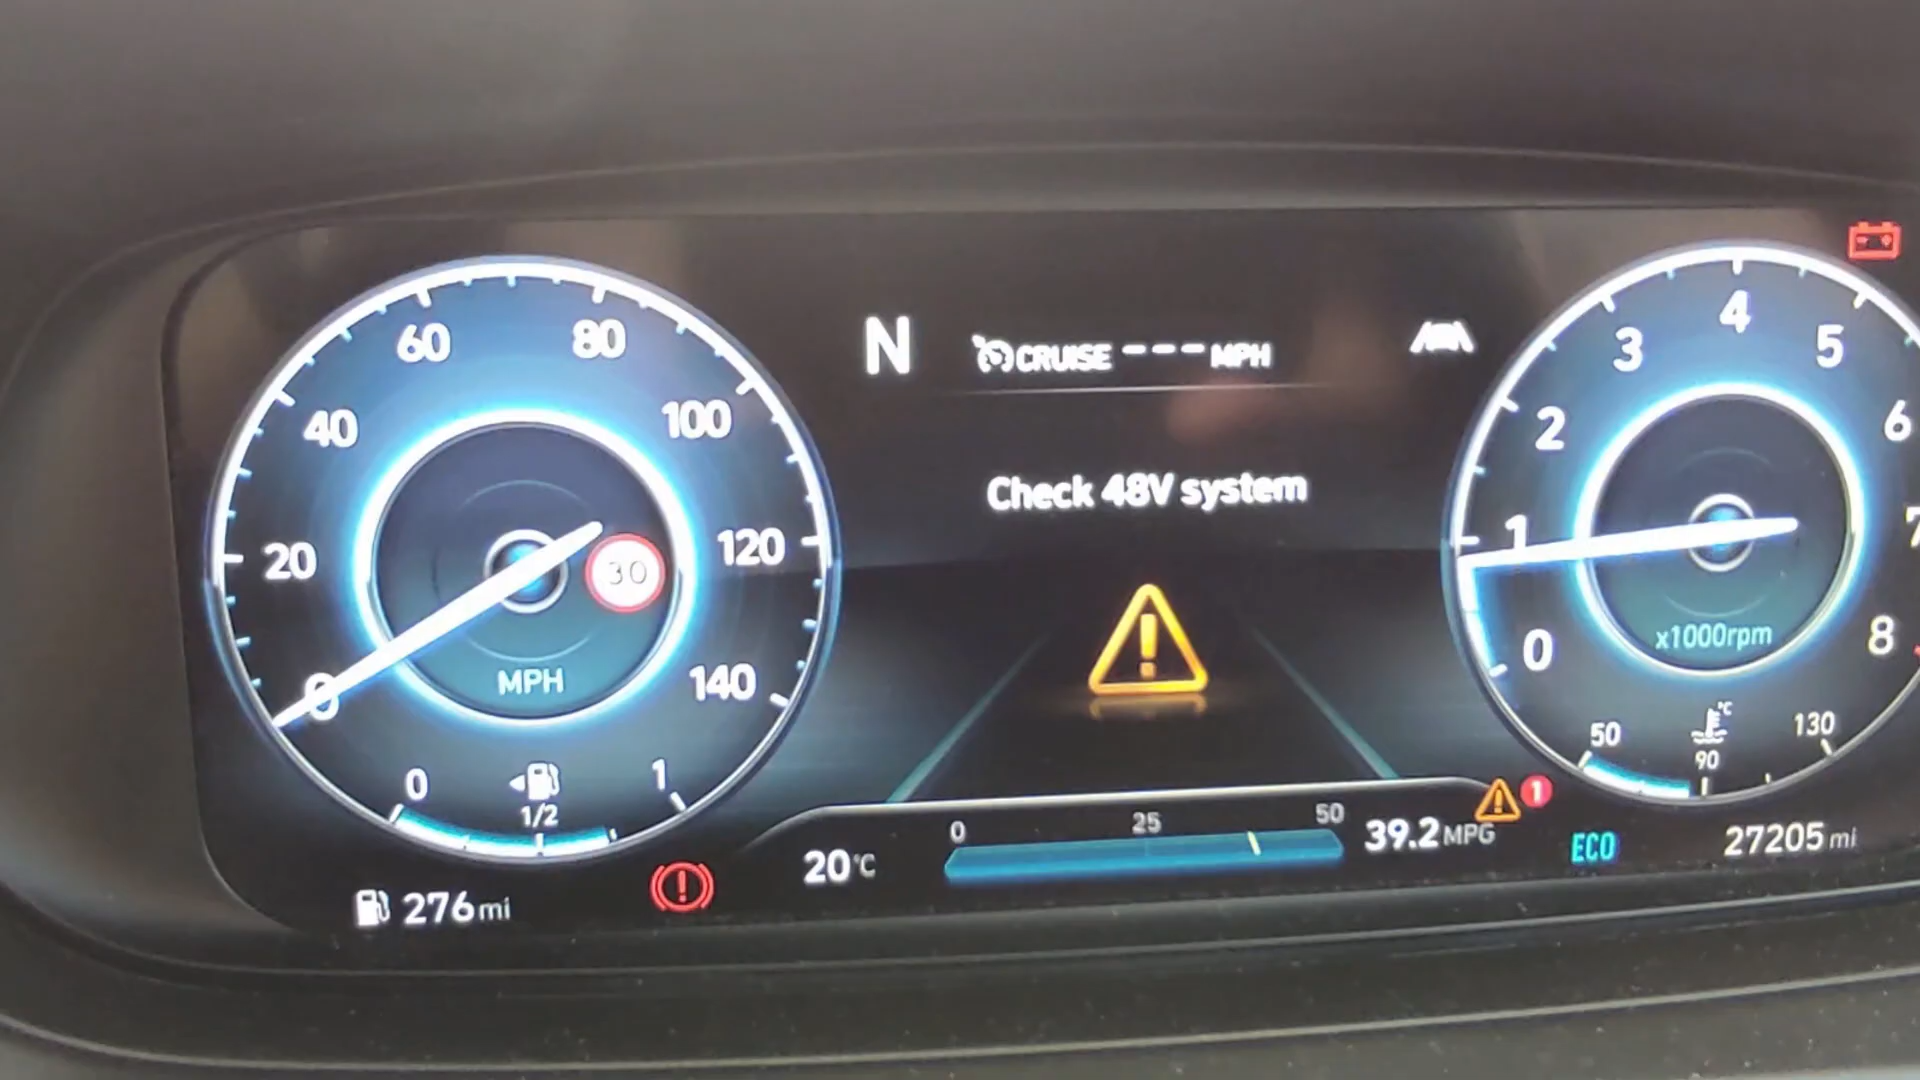 60 80
40 100
20 120
0 140
MPH
30
0 1
1/2
276mi
N
CRUISE ---MPH
Check 48V system
20°C
0 25 50
39.2MPG
1
ECO
27205mi
4
3 5
2 6
1 7
0 8
x1000rpm
°C
50 130
90